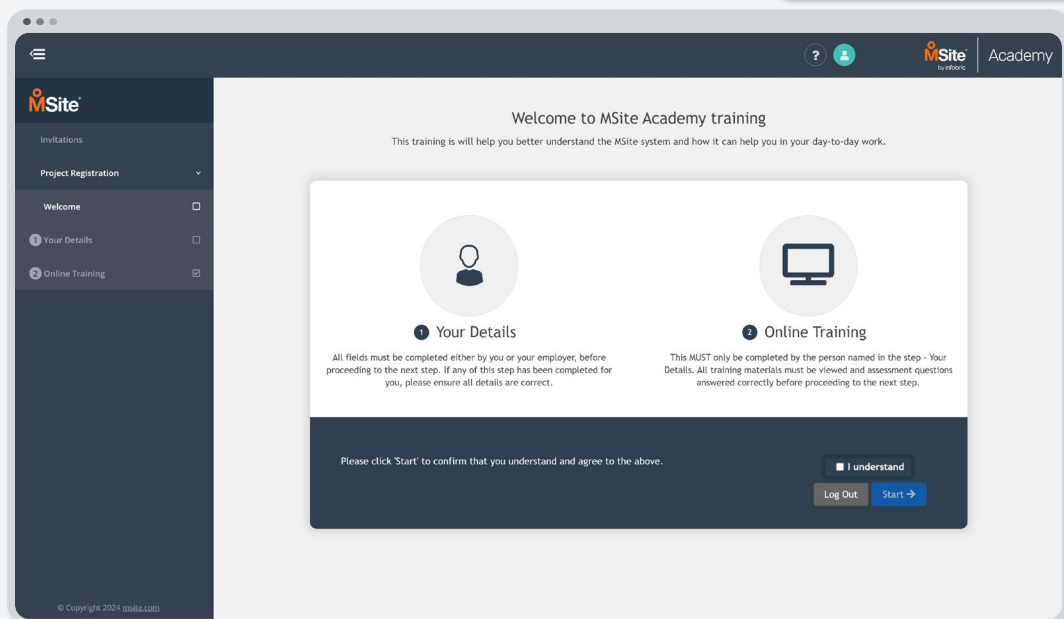 ?
MSite
by infobric
Academy
MSite
Invitations
Project Registration
Welcome
1 Your Details
2 Online Training
© Copyright 2024 msite.com
Welcome to MSite Academy training
This training is will help you better understand the MSite system and how it can help you in your day-to-day work.
1 Your Details
All fields must be completed either by you or your employer, before
proceeding to the next step. If any of this step has been completed for
you, please ensure all details are correct.
2 Online Training
This MUST only be completed by the person named in the step - Your
Details. All training materials must be viewed and assessment questions
answered correctly before proceeding to the next step.
Please click 'Start' to confirm that you understand and agree to the above.
I understand
Log Out
Start →